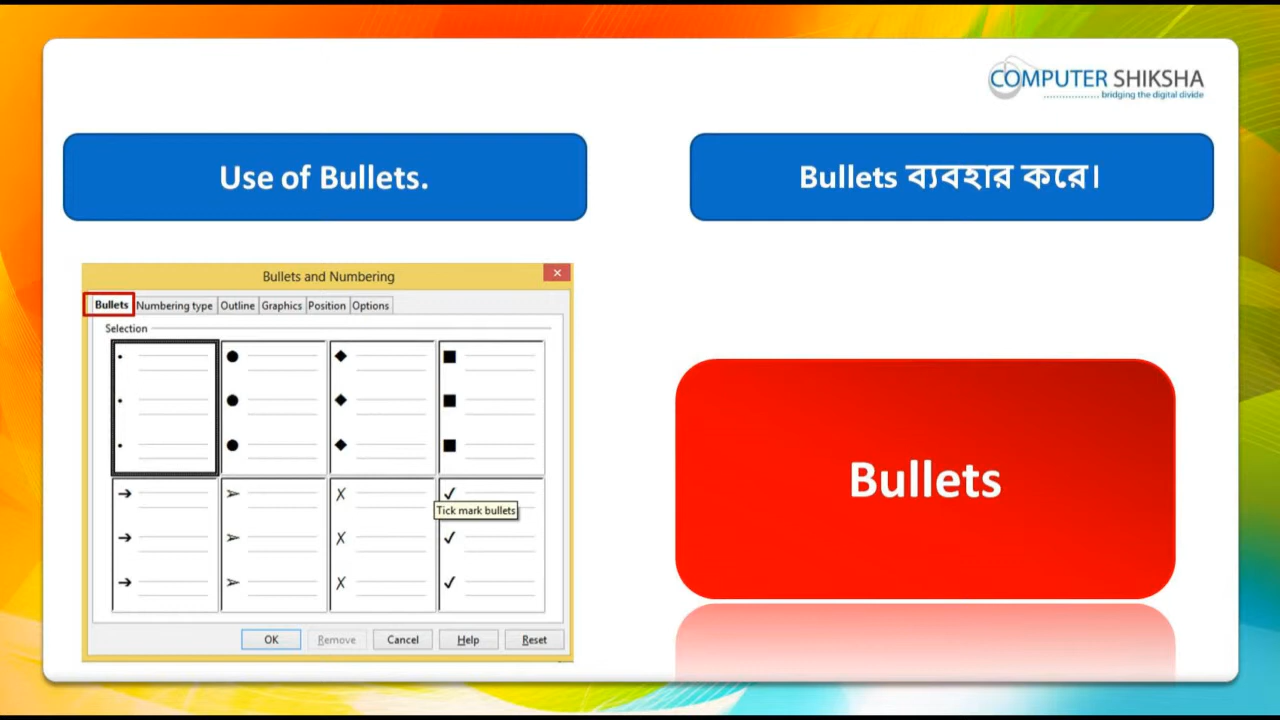 COMPUTER SHIKSHA
bridging the digital divide
Use of Bullets.
Bullets ব্যবহার করে।
Bullets and Numbering
Bullets Numbering type Outline Graphics Position Options
Selection
Tick mark bullets
OK Remove Cancel Help Reset
Bullets